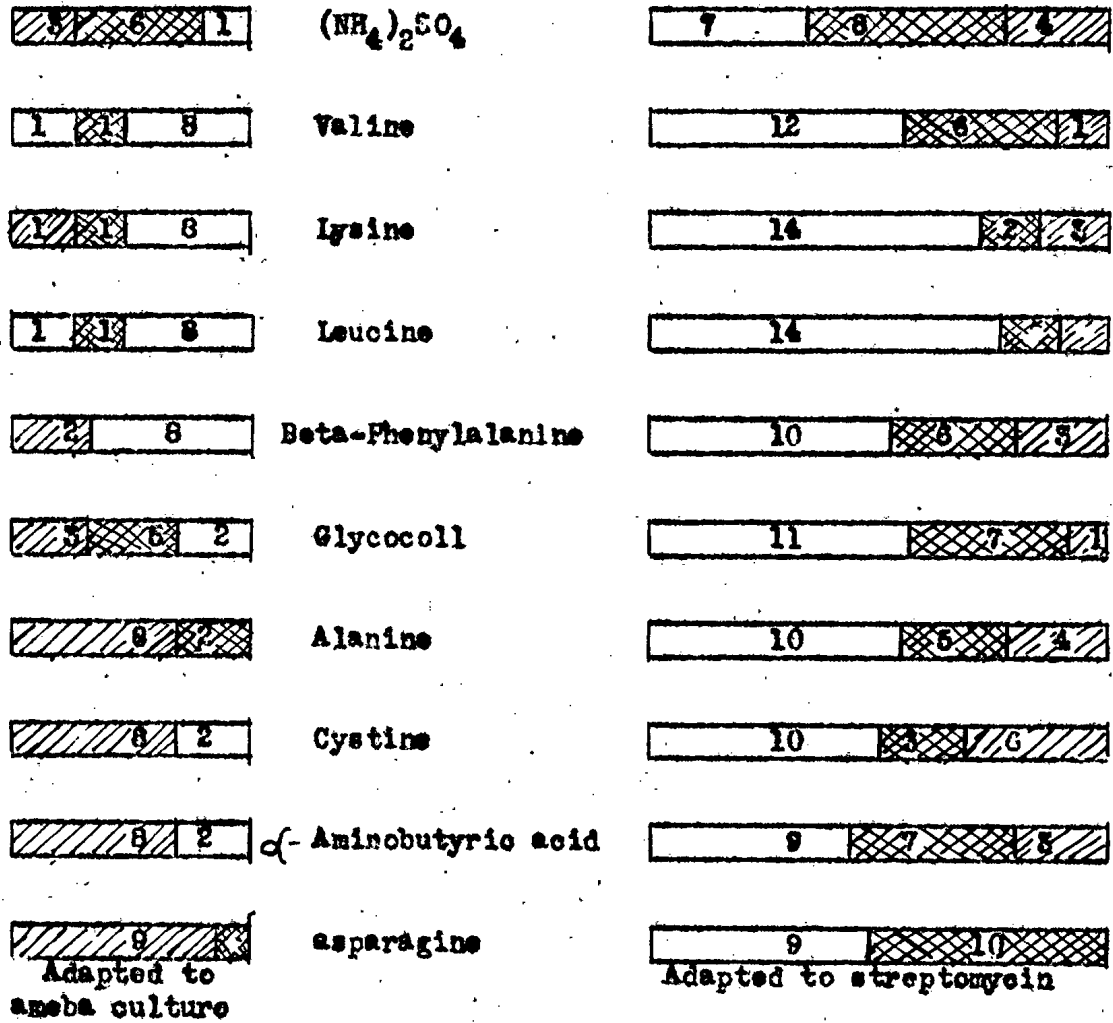 3 6 1 (NH4)2SO4 7 8 4
1 1 8 Valine 12 6 1
1 1 8 Lysine 14 2 3
1 1 8 Leucine 14
2 8 Beta-Phenylalanine 10 6 3
3 5 2 Glycocoll 11 7 1
8 2 Alanine 10 5 4
8 2 Cystine 10 3 6
8 2 α- Aminobutyric acid 9 7 3
9 asparagine 9 10
Adapted to Adapted to streptomycin
ameba culture